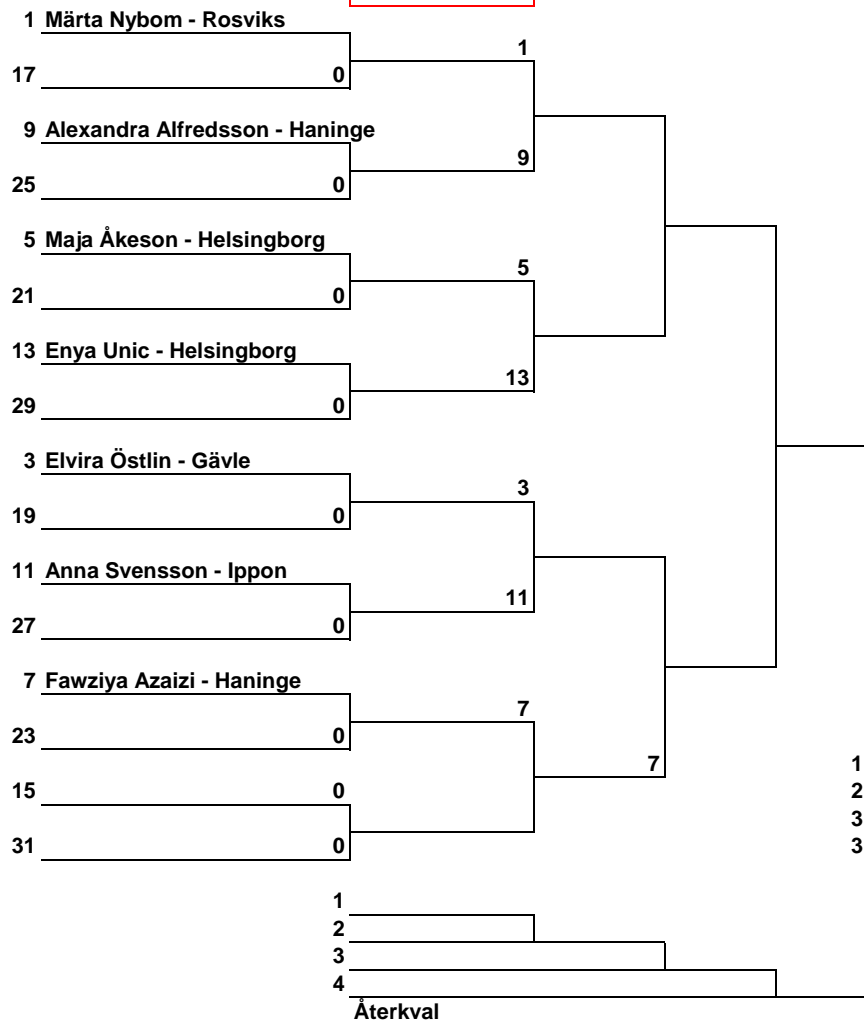 1 Märta Nybom - Rosviks
1
17 0
9 Alexandra Alfredsson - Haninge
9
25 0
5 Maja Åkeson - Helsingborg
5
21 0
13 Enya Unic - Helsingborg
13
29 0
3 Elvira Östlin - Gävle
3
19 0
11 Anna Svensson - Ippon
11
27 0
7 Fawziya Azaizi - Haninge
7
23 0
7 1
15 0 2
3
31 0 3
1
2
3
4
Återkval